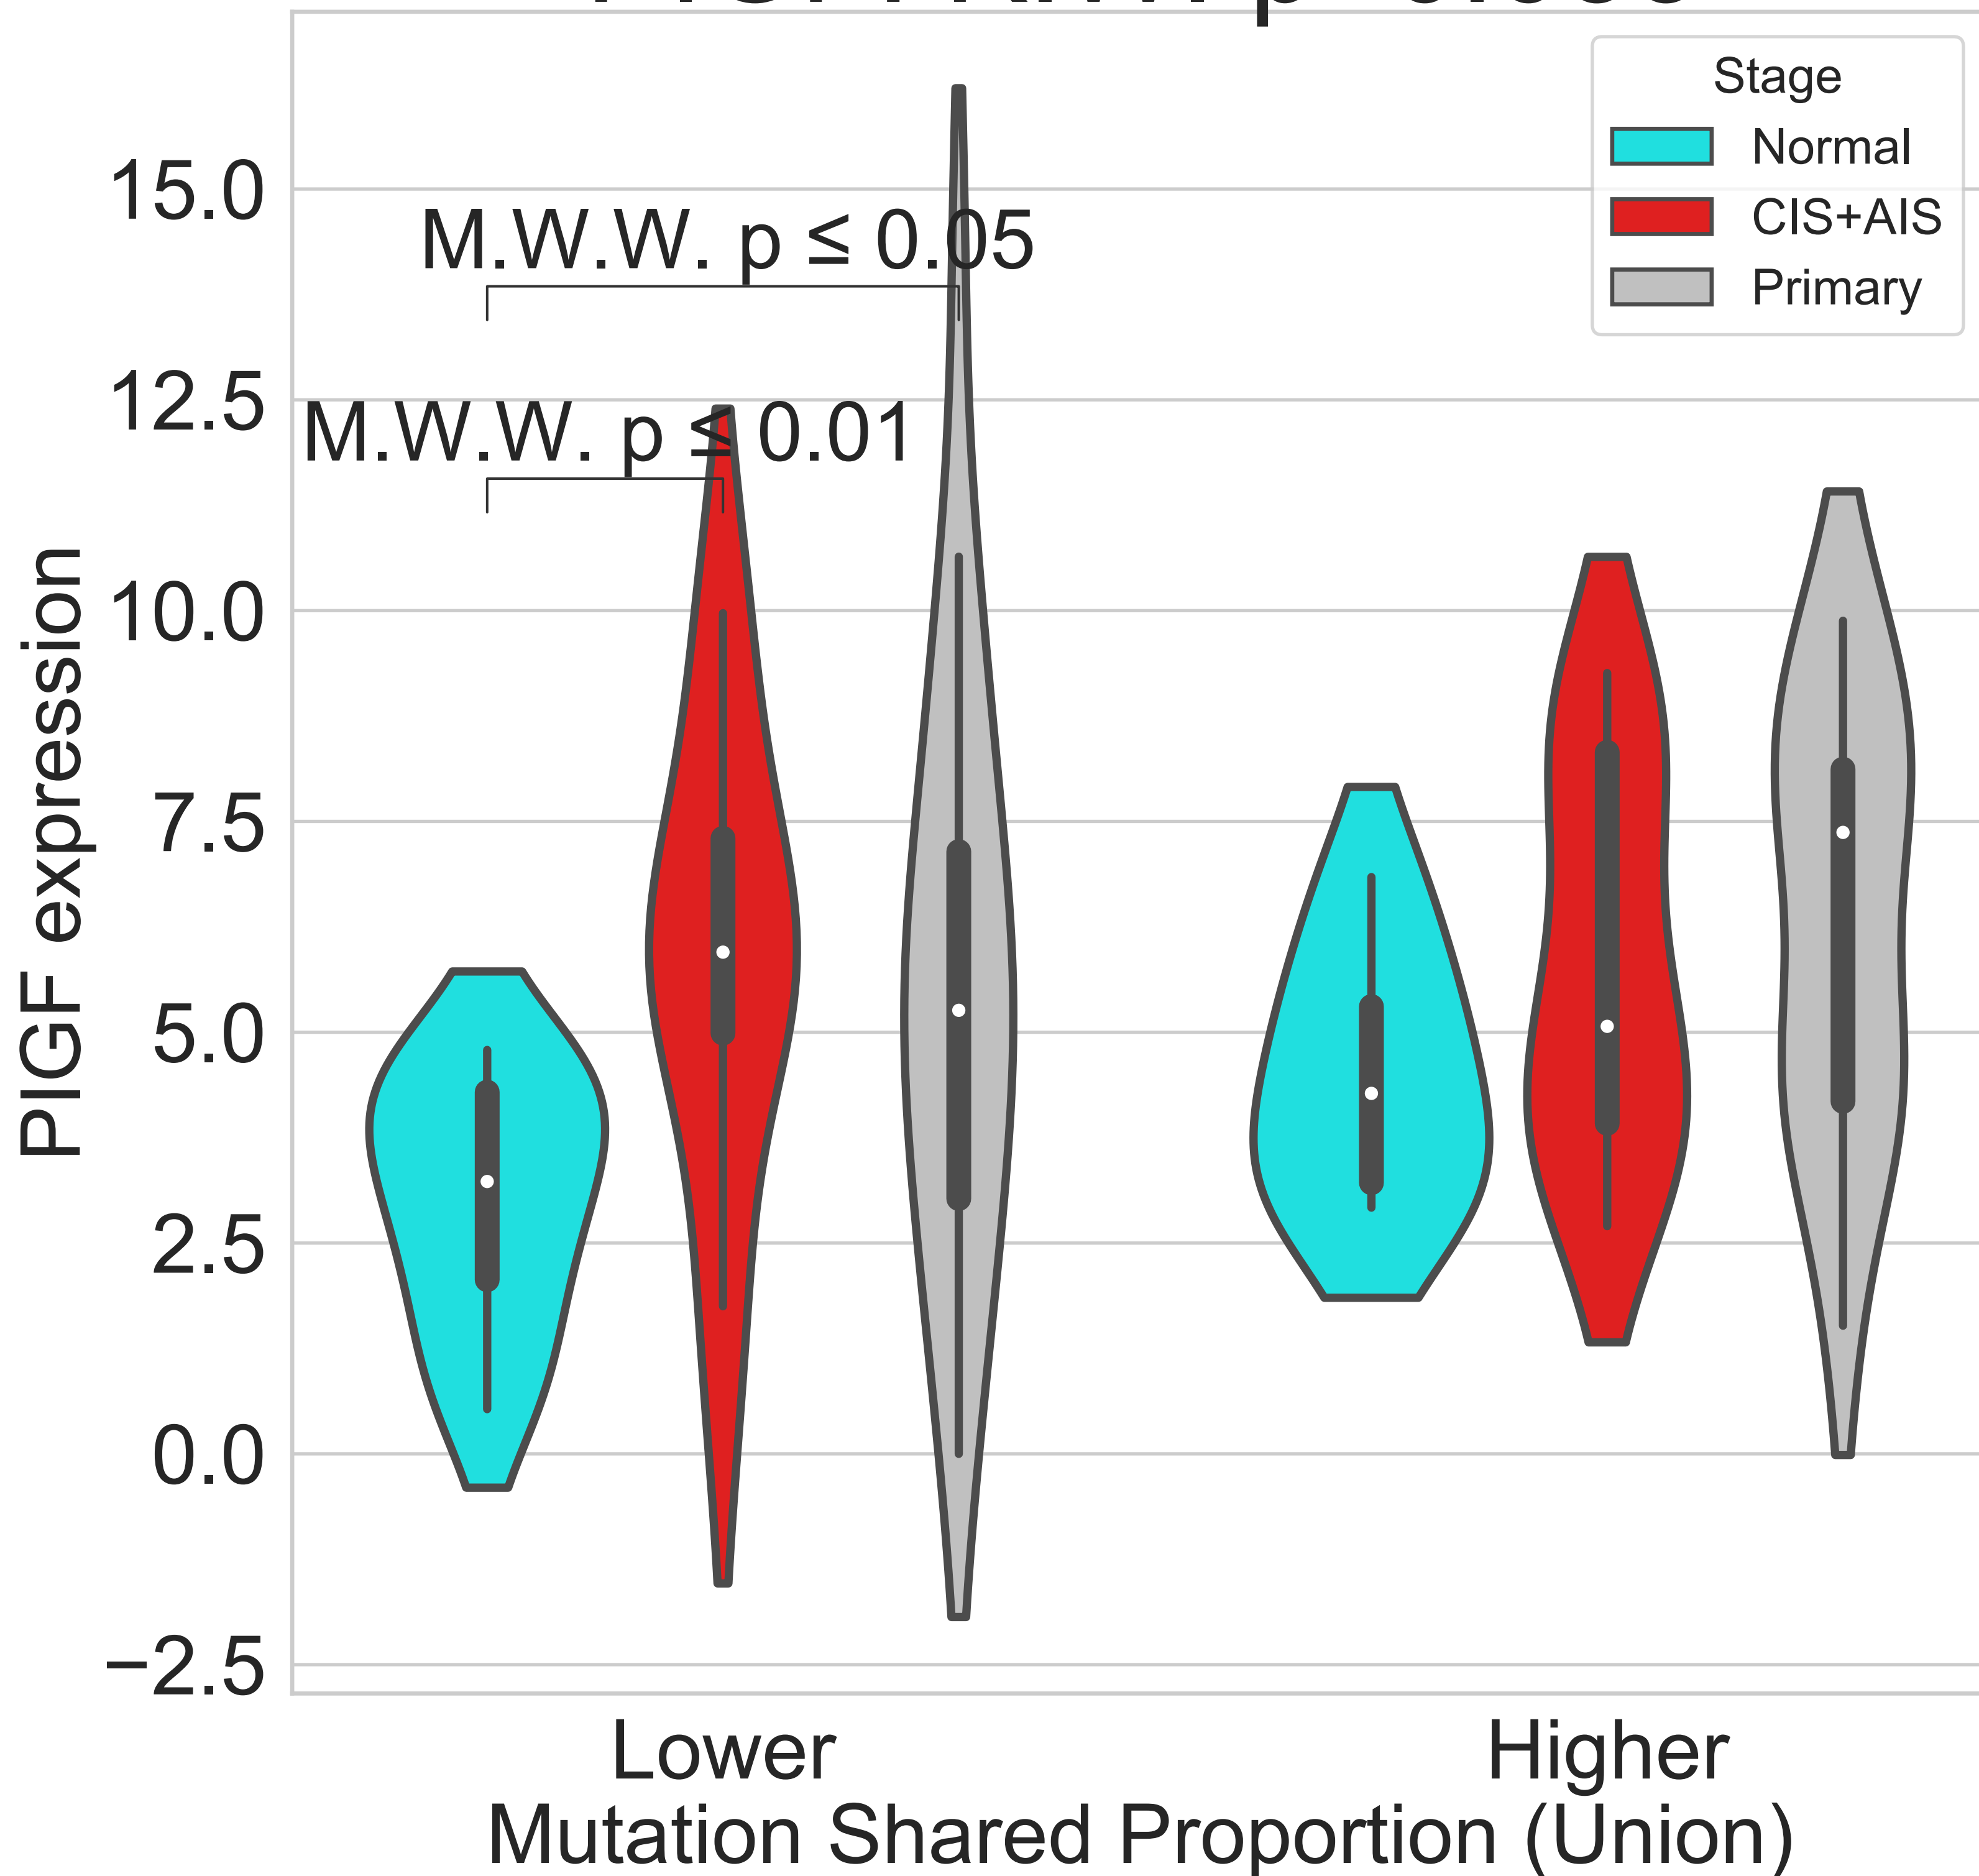 Stage
Normal
CIS+AIS
Primary
15.0
12.5
10.0
7.5
5.0
2.5
0.0
−2.5
M.W.W. p ≤ 0.05
M.W.W. p ≤ 0.01
PIGF expression
Lower
Higher
Mutation Shared Proportion (Union)